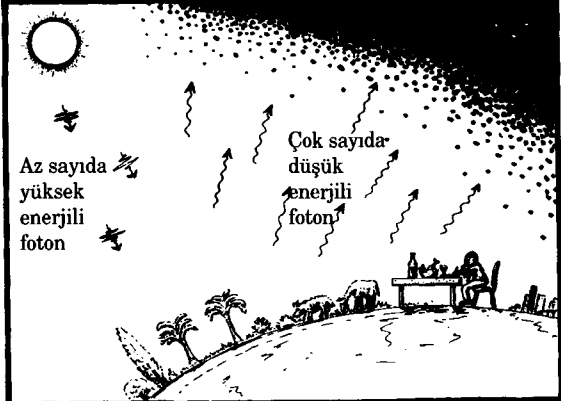 Az sayıda
yüksek
enerjili
foton
Çok sayıda
düşük
enerjili
foton